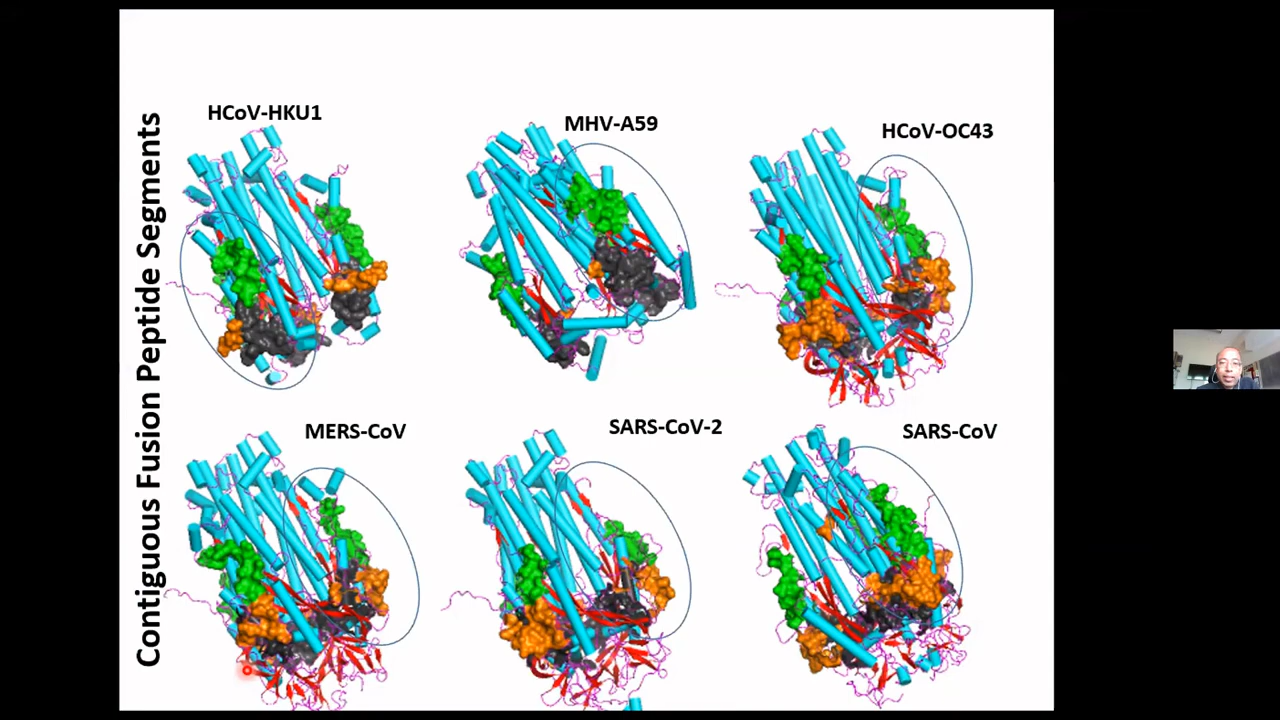 Contiguous Fusion Peptide Segments
HCoV-HKU1
MHV-A59
HCoV-OC43
MERS-CoV
SARS-CoV-2
SARS-CoV